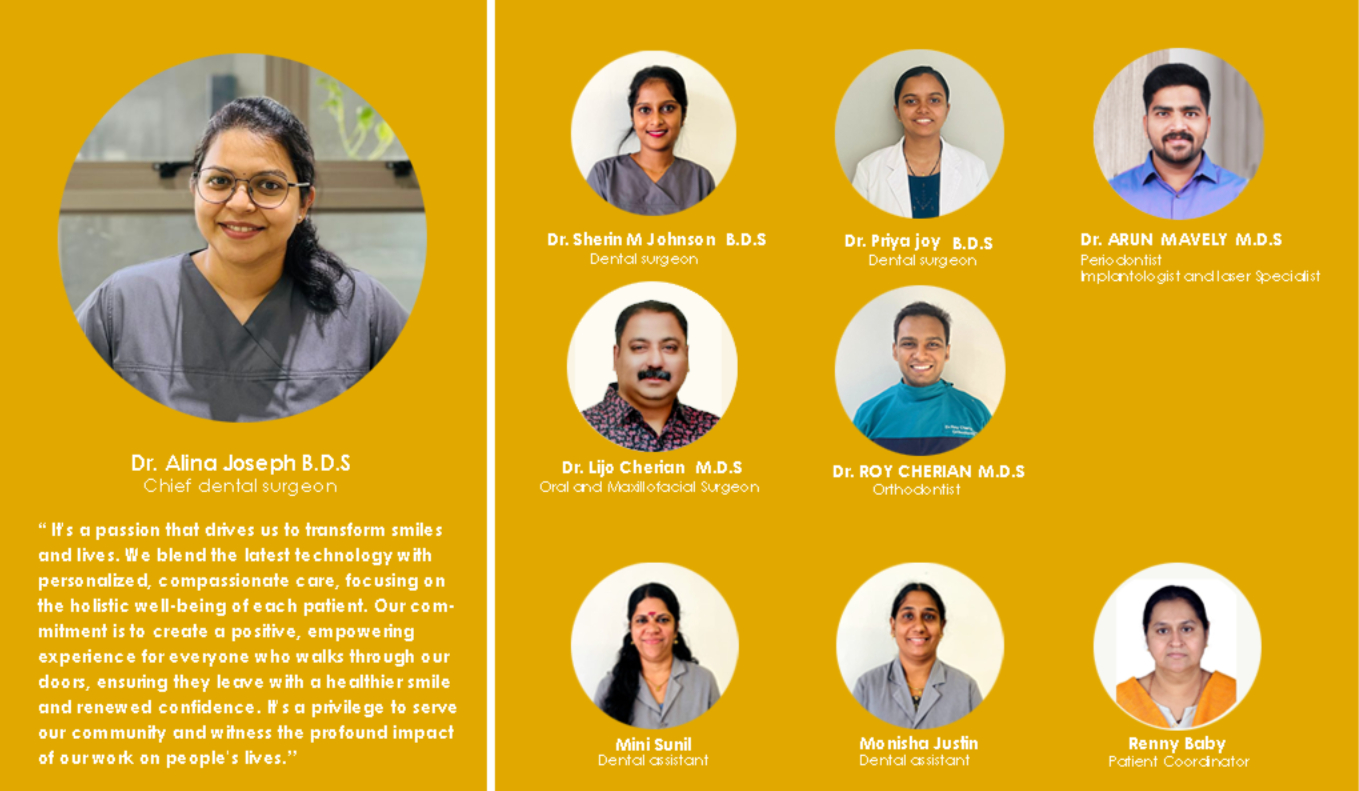 Dr. Alina Joseph B.D.S
Chief dental surgeon
“ It's a passion that drives us to transform smiles
and lives. We blend the latest technology with
personalized, compassionate care, focusing on
the holistic well-being of each patient. Our com-
mitment is to create a positive, empowering
experience for everyone who walks through our
doors, ensuring they leave with a healthier smile
and renewed confidence. It's a privilege to serve
our community and witness the profound impact
of our work on people's lives.”
Dr. Sherin M Johnson B.D.S
Dental surgeon
Dr. Priya joy B.D.S
Dental surgeon
Dr. ARUN MAVELY M.D.S
Periodontist
Implantologist and laser Specialist
Dr. Lijo Cherian M.D.S
Oral and Maxillofacial Surgeon
Dr. ROY CHERIAN M.D.S
Orthodontist
Mini Sunil
Dental assistant
Monisha Justin
Dental assistant
Renny Baby
Patient Coordinator